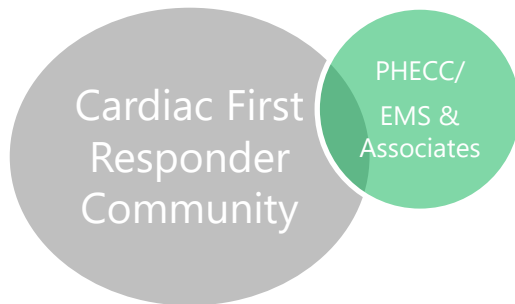 Cardiac First
Responder
Community
PHECC/
EMS &
Associates